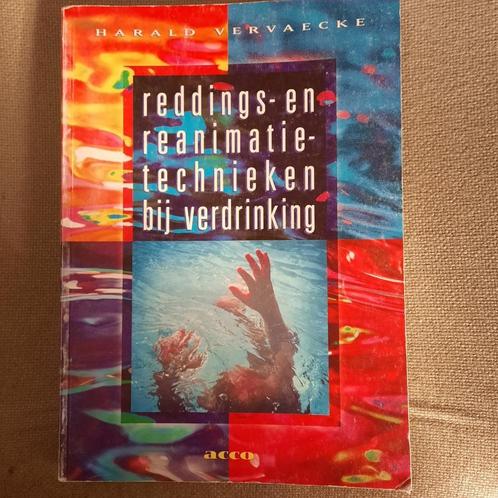 HARALD VERVAECKE
reddings- en
reanimatie-
technieken
bij verdrinking
acco